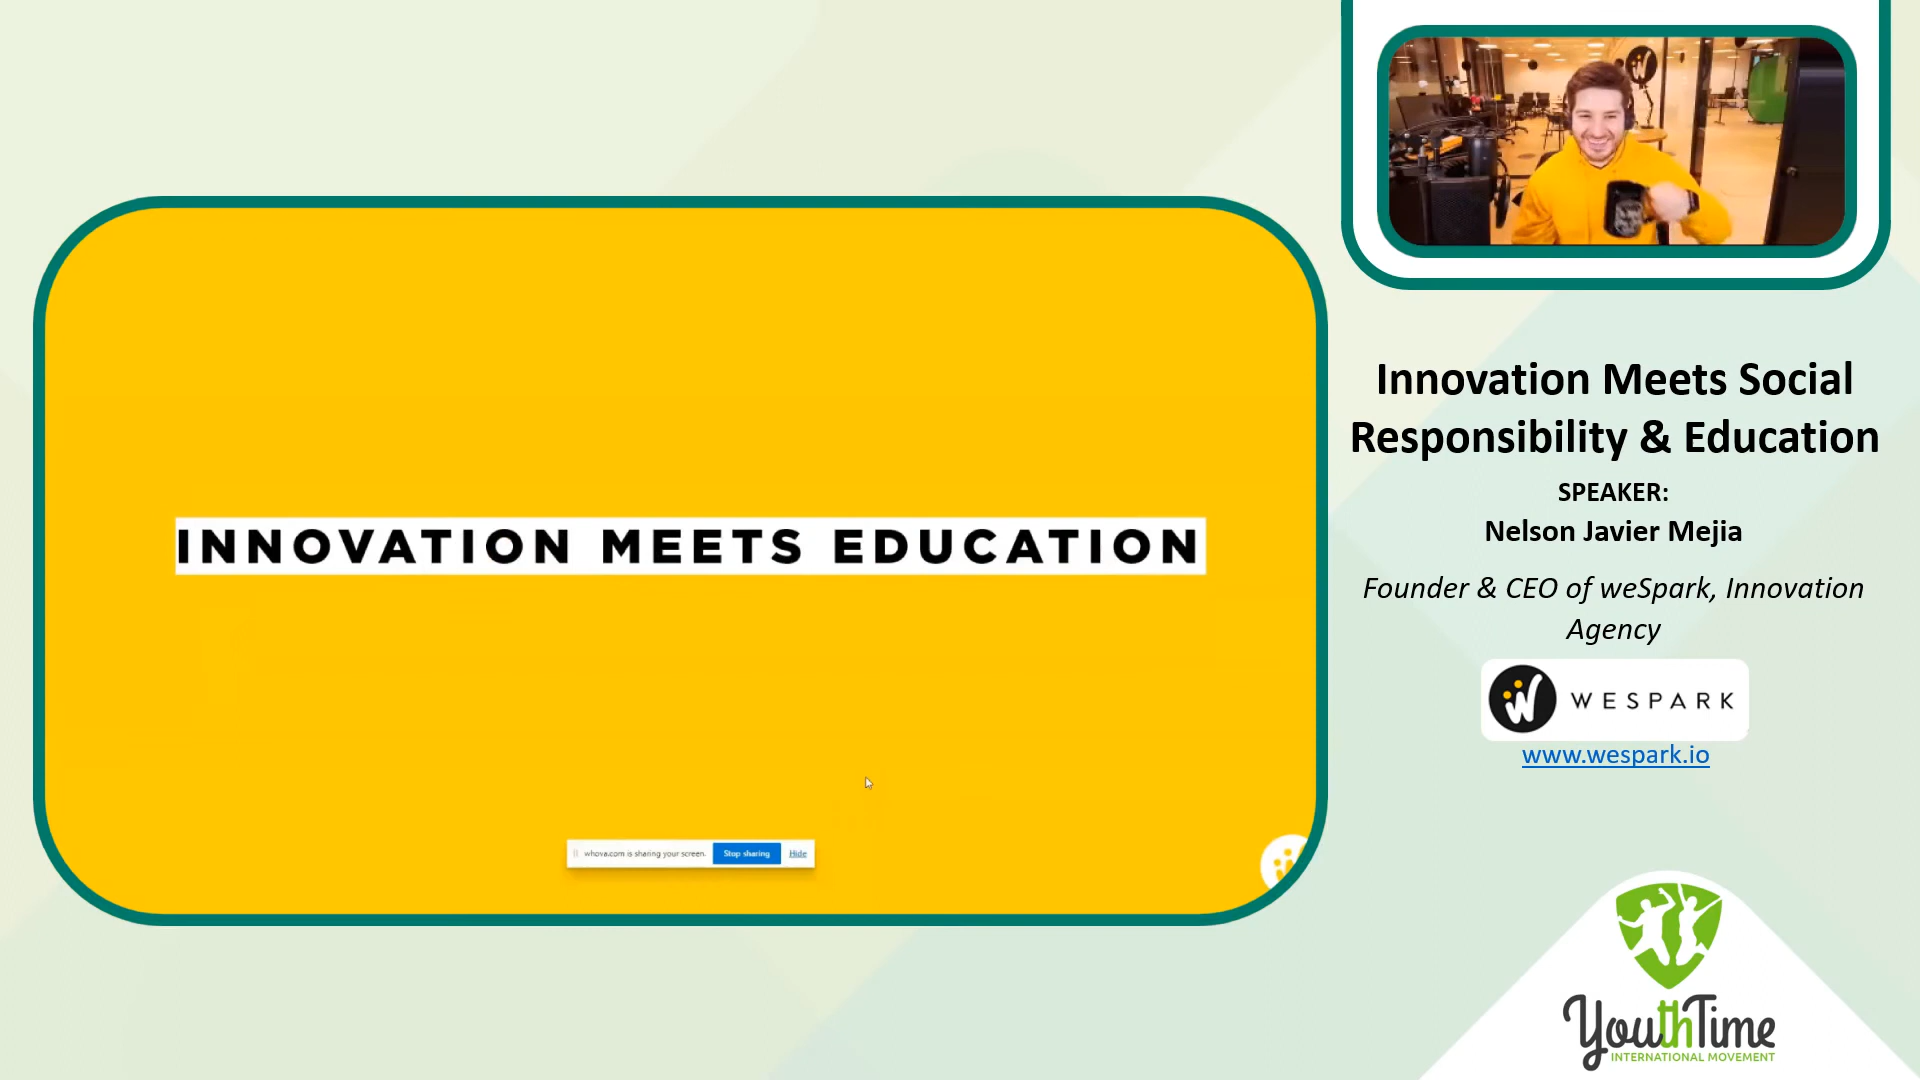 INNOVATION MEETS EDUCATION
whova.com is sharing your screen. Stop sharing Hide
Innovation Meets Social
Responsibility & Education
SPEAKER:
Nelson Javier Mejia
Founder & CEO of weSpark, Innovation
Agency
WESPARK
www.wespark.io
YouthTime
INTERNATIONAL MOVEMENT